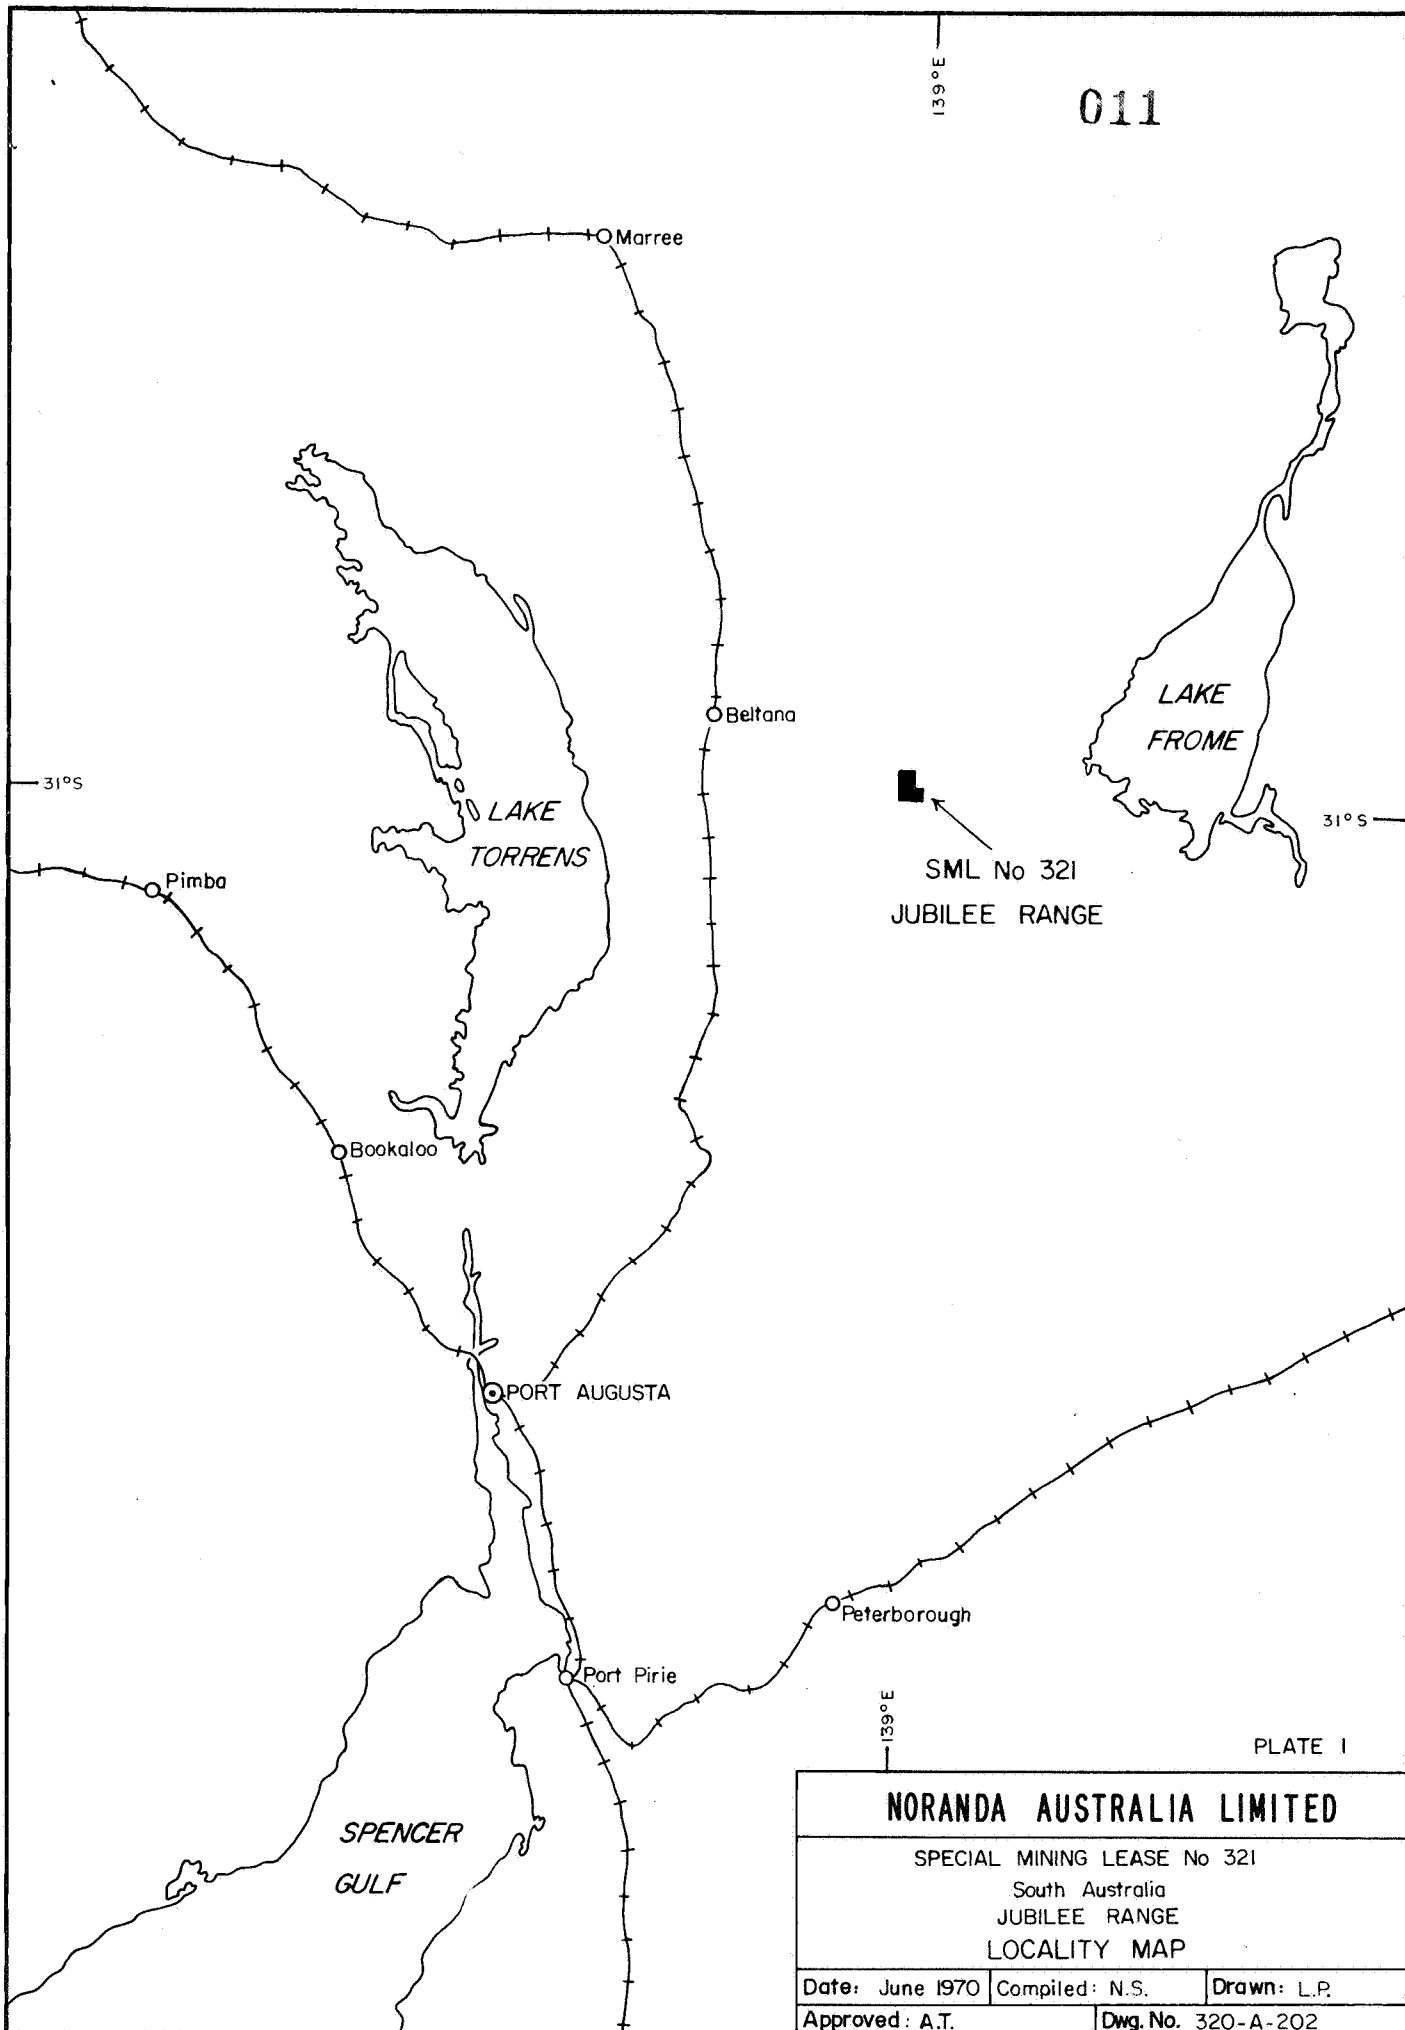 139°E
011
Marree
Beltana
LAKE
FROME
31°S
LAKE
TORRENS
31°S
SML No 321
JUBILEE RANGE
Pimba
Bookaloo
PORT AUGUSTA
Peterborough
Port Pirie
139°E
PLATE 1
SPENCER
GULF
NORANDA AUSTRALIA LIMITED
SPECIAL MINING LEASE No 321
South Australia
JUBILEE RANGE
LOCALITY MAP
Date: June 1970 Compiled: N.S. Drawn: L.P.
Approved: A.T. Dwg. No. 320-A-202